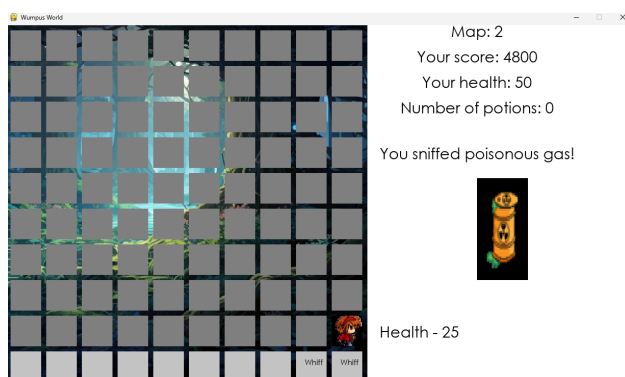 Wumpus World
Map: 2
Your score: 4800
Your health: 50
Number of potions: 0
You sniffed poisonous gas!
Health - 25
Whiff Whiff